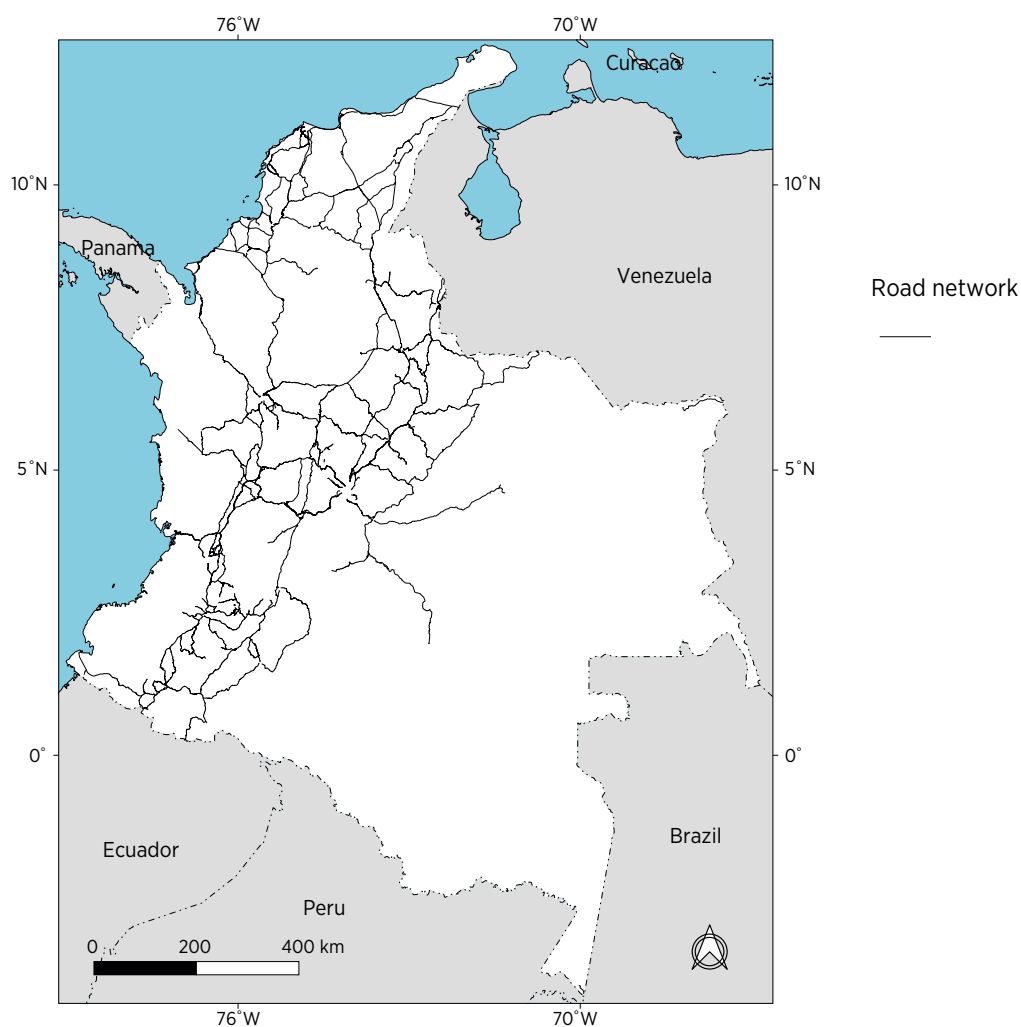 76˚W 70˚W
Curacao
10˚N 10˚N
Panama
Venezuela
Road network
5˚N 5˚N
0˚ 0˚
Brazil
Ecuador
Peru
0 200 400 km
76˚W 70˚W